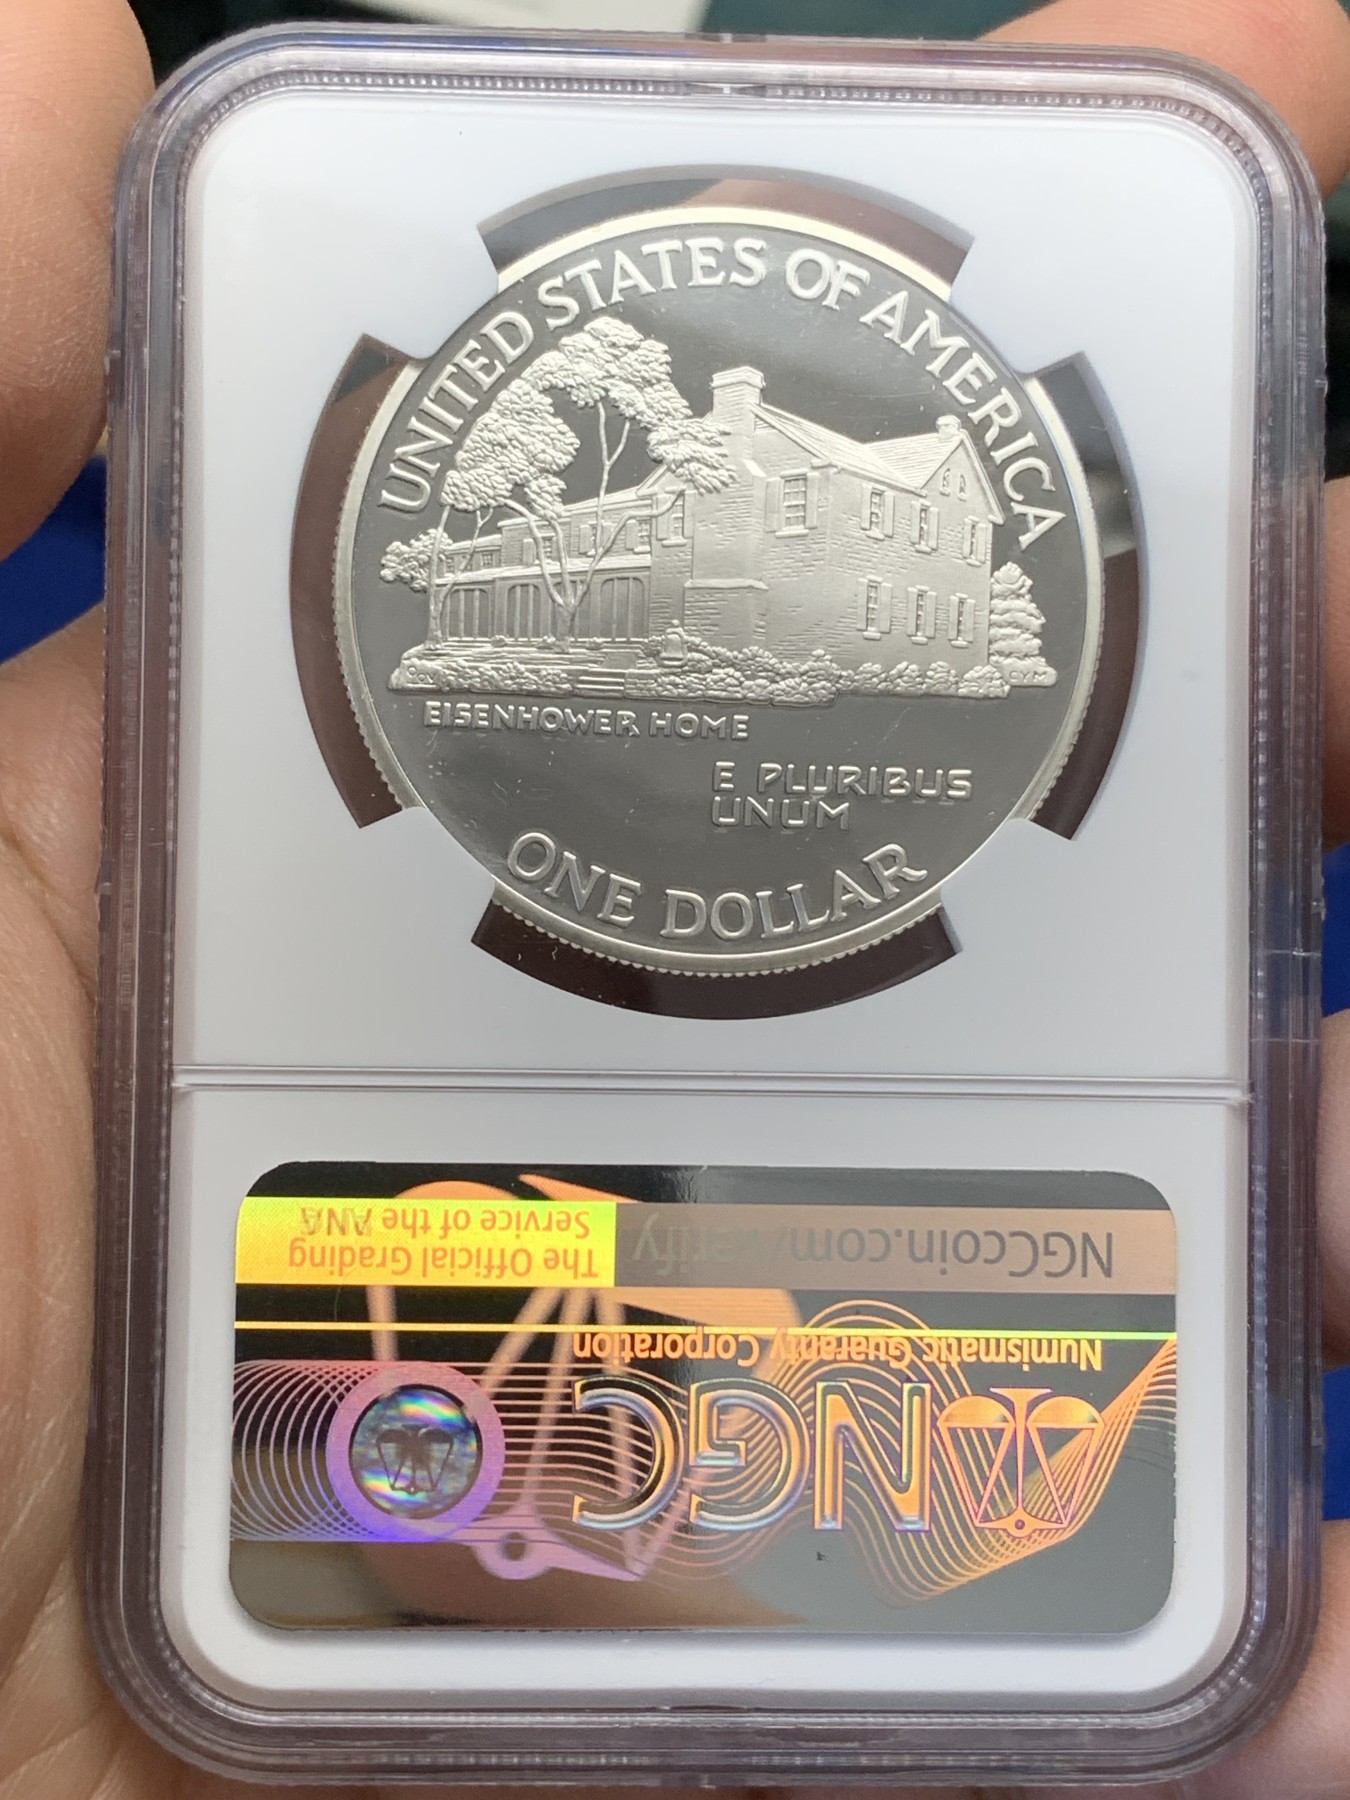 UNITED STATES OF AMERICA
EISENHOWER HOME
E PLURIBUS
UNUM
ONE DOLLAR
CYM
NGC
Numismatic Guaranty Corporation
NGCcoin.com/verify
The Official Grading
Service of the ANA